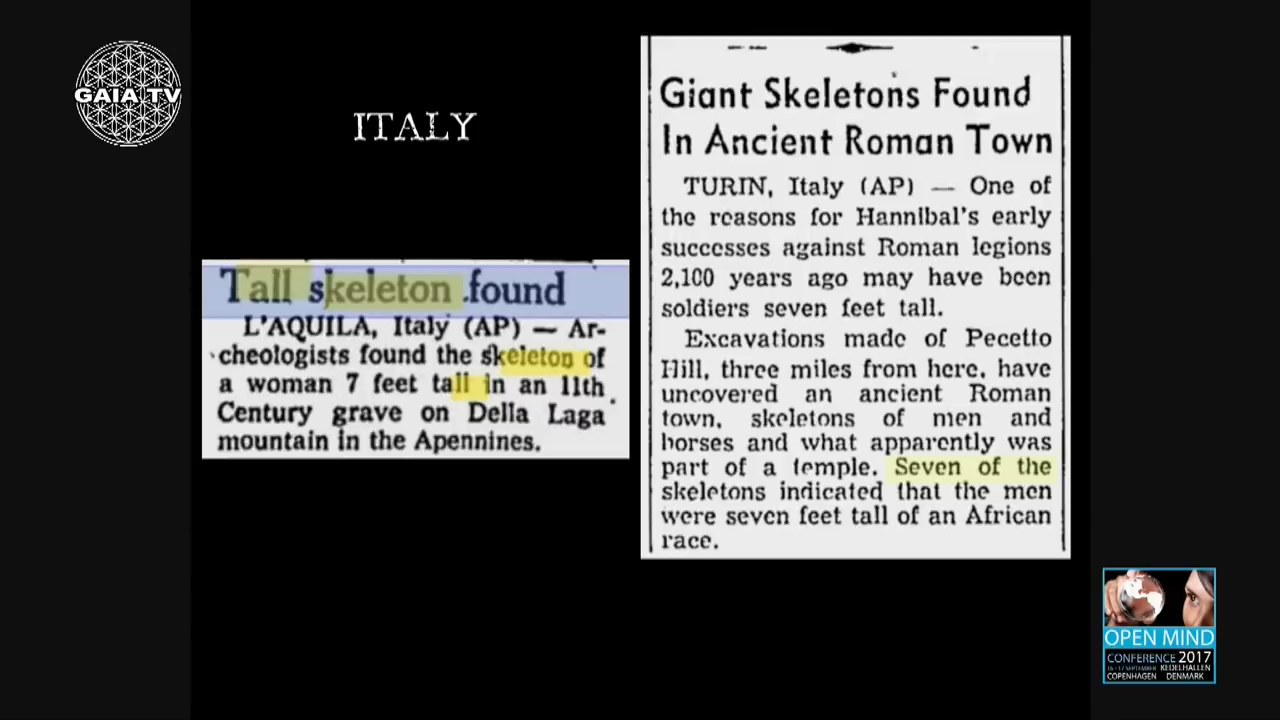 GAIA TV
ITALY
Tall skeleton found
L'AQUILA, Italy (AP) — Ar-
cheologists found the skeleton of
a woman 7 feet tall in an 11th
Century grave on Della Laga
mountain in the Apennines.
Giant Skeletons Found
In Ancient Roman Town
TURIN, Italy (AP) — One of
the reasons for Hannibal's early
successes against Roman legions
2,100 years ago may have been
soldiers seven feet tall.
Excavations made of Pecetto
Hill, three miles from here, have
uncovered an ancient Roman
town, skeletons of men and
horses and what apparently was
part of a temple. Seven of the
skeletons indicated that the men
were seven feet tall of an African
race.
OPEN MIND
CONFERENCE 2017
16 - 17 SEPTEMBER KEDELHALLEN
COPENHAGEN DENMARK